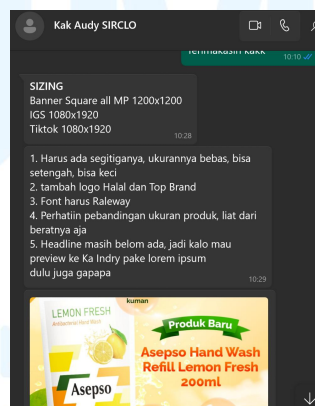 Kak Audy SIRCLO
Terimakasih kakk
10:10
SIZING
Banner Square all MP 1200x1200
IGS 1080x1920
Tiktok 1080x1920
10:28
1. Harus ada segitiganya, ukurannya bebas, bisa
setengah, bisa keci
2. tambah logo Halal dan Top Brand
3. Font harus Raleway
4. Perhatiin pebandingan ukuran produk, liat dari
beratnya aja
5. Headline masih belom ada, jadi kalo mau
preview ke Ka Indry pake lorem ipsum
dulu juga gapapa
10:29
kuman
LEMON FRESH
Antibacterial Hand Wash
Produk Baru
Asepso Hand Wash
Refill Lemon Fresh
200ml
Asepso